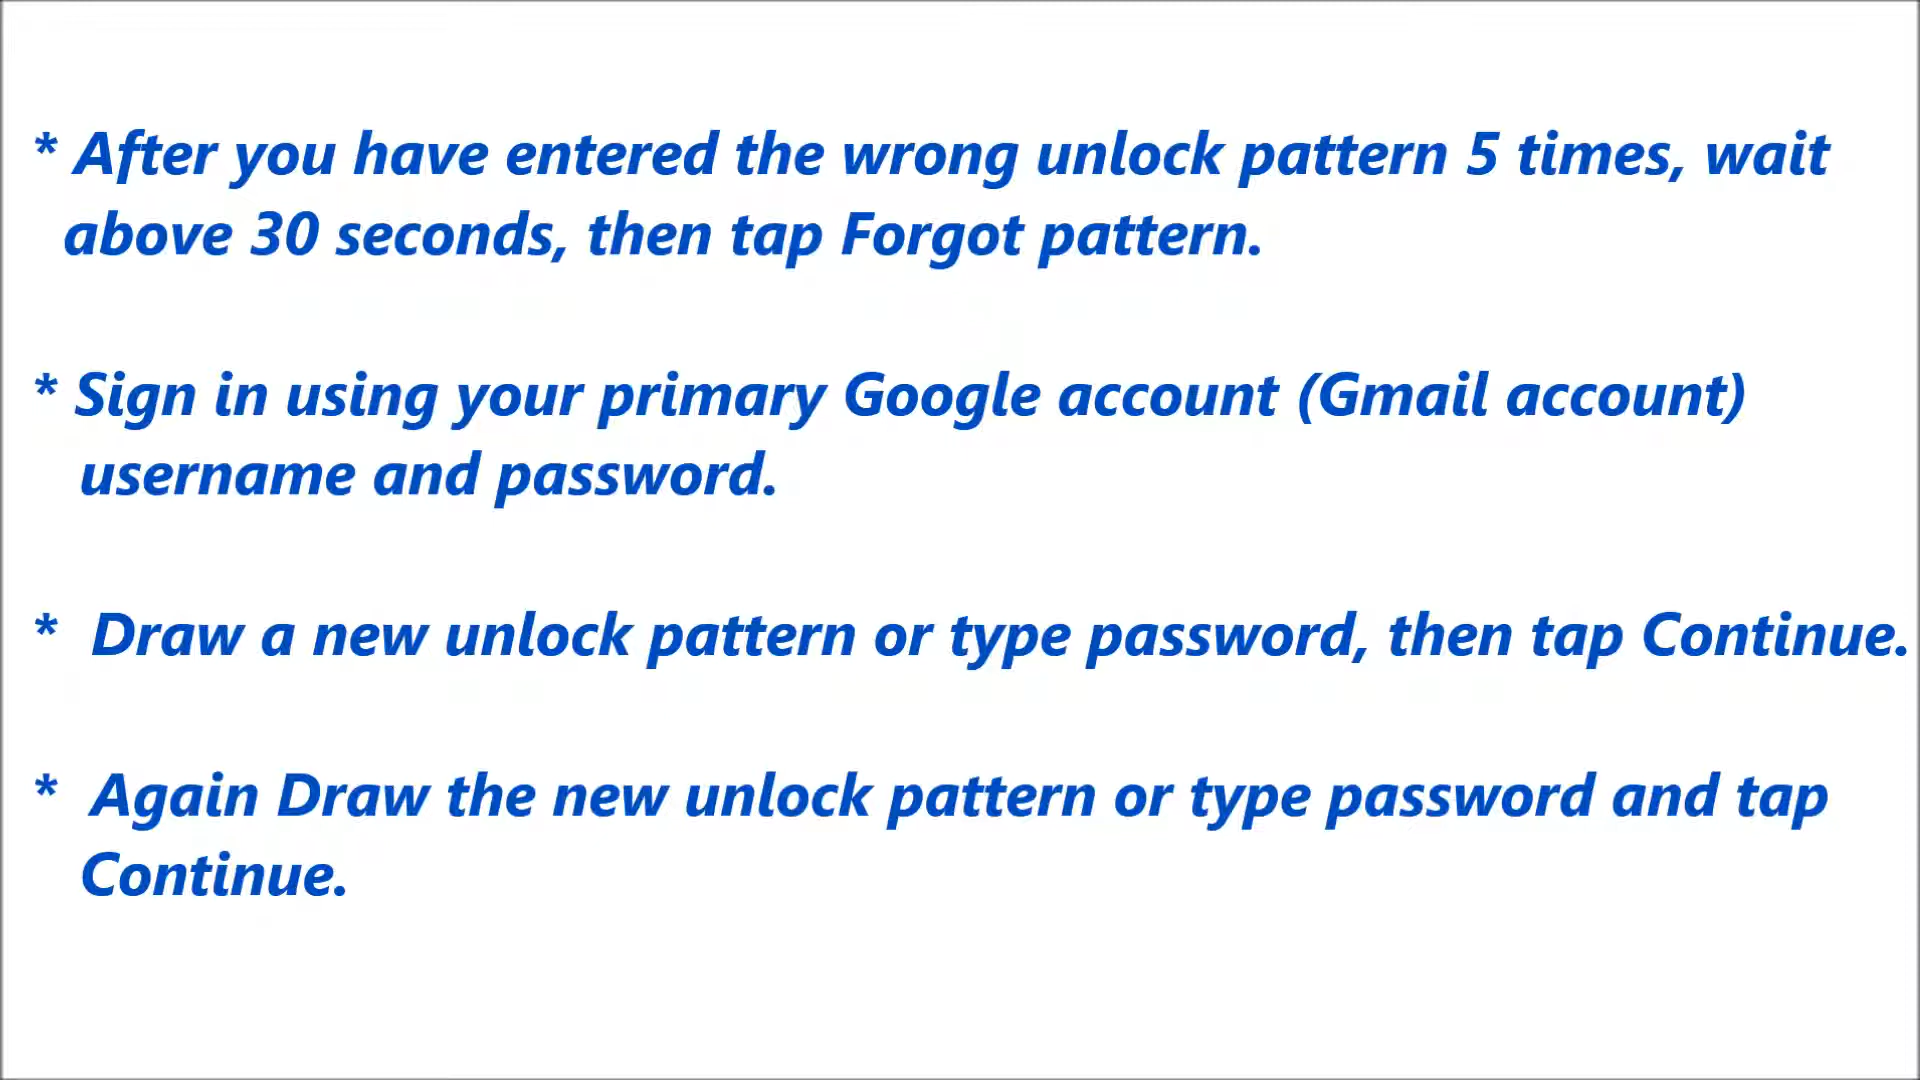 * After you have entered the wrong unlock pattern 5 times, wait
above 30 seconds, then tap Forgot pattern.
* Sign in using your primary Google account (Gmail account)
username and password.
* Draw a new unlock pattern or type password, then tap Continue.
* Again Draw the new unlock pattern or type password and tap
Continue.